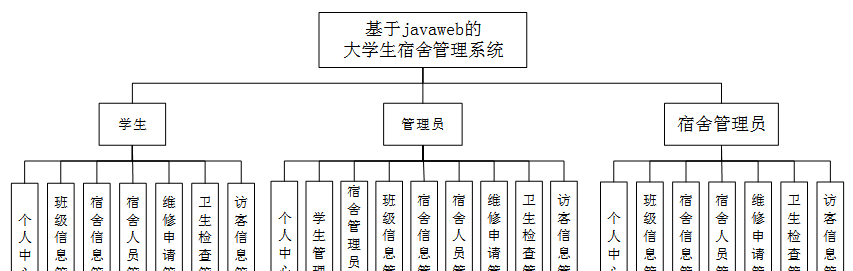 基于javaweb的
大学生宿舍管理系统
学生
管理员
宿舍管理员
个人中心
班级信息管
宿舍信息管
宿舍人员管
维修申请管
卫生检查管
访客信息管
个人中心
学生管理
宿舍管理员
班级信息管
宿舍信息管
宿舍人员管
维修申请管
卫生检查管
访客信息管
个人中心
班级信息管
宿舍信息管
宿舍人员管
维修申请管
卫生检查管
访客信息管